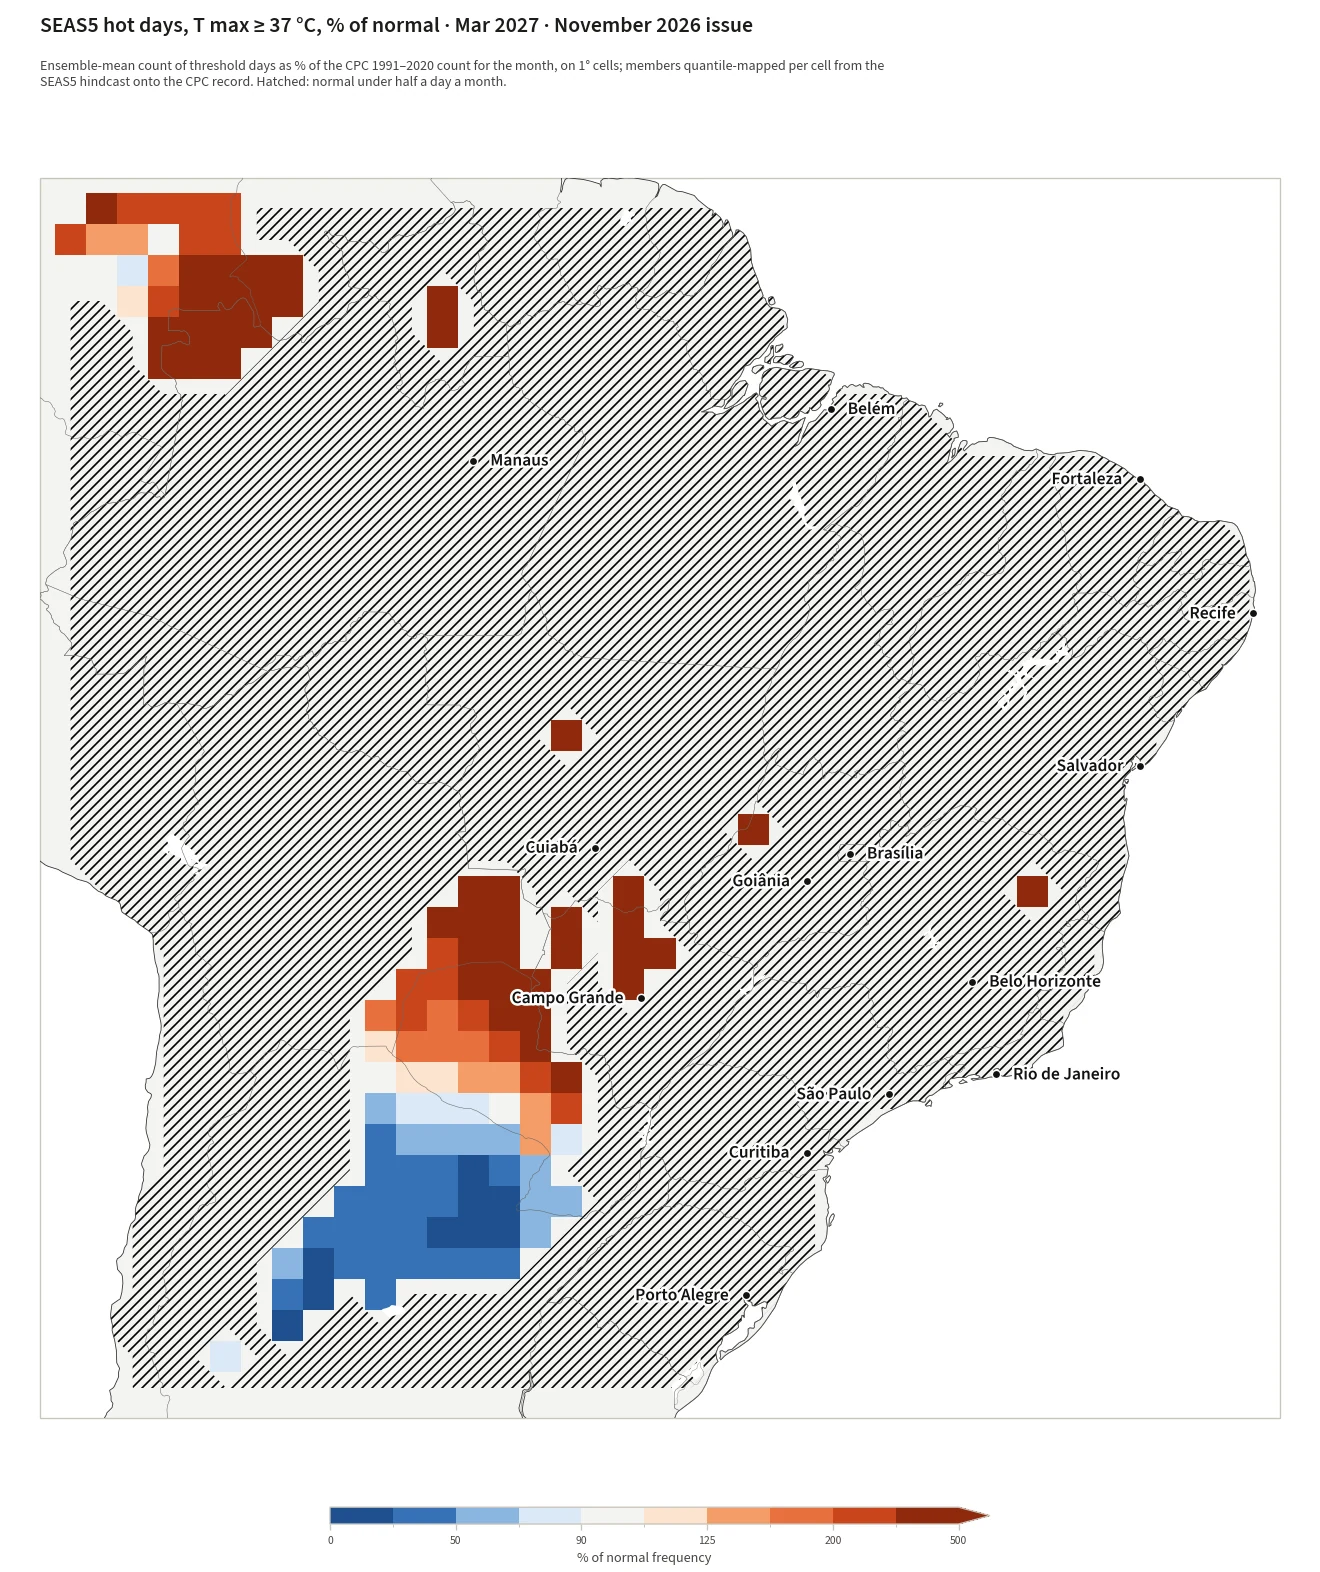 SEAS5 hot days, T max ≥ 37 °C, % of normal · Mar 2027 · November 2026 issue
Ensemble-mean count of threshold days as % of the CPC 1991–2020 count for the month, on 1° cells; members quantile-mapped per cell from the
SEAS5 hindcast onto the CPC record. Hatched: normal under half a day a month.
Belém
Manaus
Fortaleza
Recife
Salvador
Cuiabá
Brasília
Goiânia
Belo Horizonte
Campo Grande
Rio de Janeiro
São Paulo
Curitiba
Porto Alegre
0 50 90 125 200 500
% of normal frequency